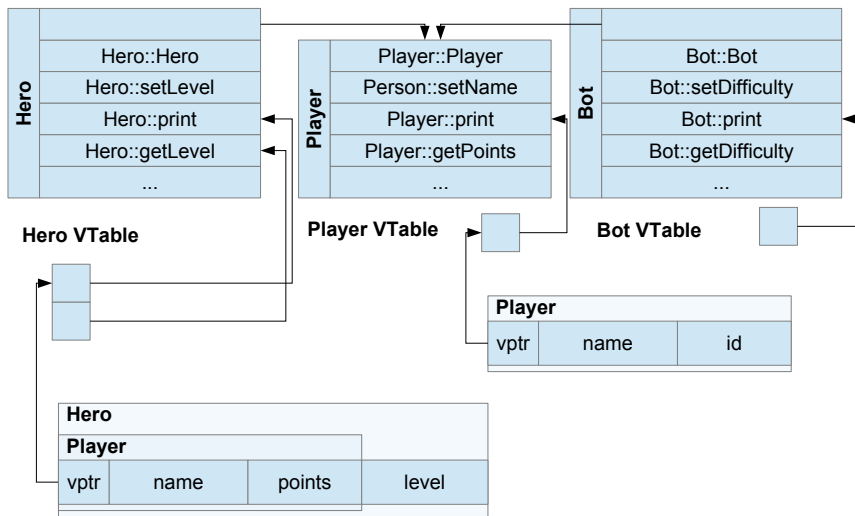 Hero
Hero::Hero
Hero::setLevel
Hero::print
Hero::getLevel
...
Player
Player::Player
Person::setName
Player::print
Player::getPoints
...
Bot
Bot::Bot
Bot::setDifficulty
Bot::print
Bot::getDifficulty
...
Hero VTable
Player VTable
Bot VTable
Player
vptr name id
Hero
Player
vptr name points level